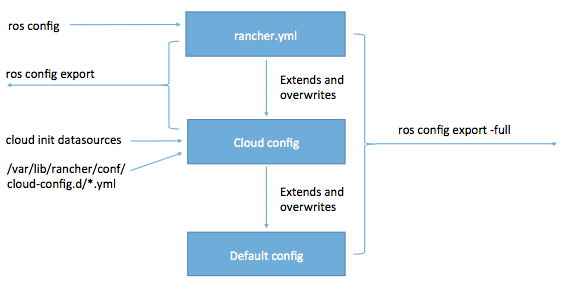 ros config
rancher.yml
ros config export
Extends and
overwrites
ros config export -full
cloud init datasources
Cloud config
/var/lib/rancher/conf/
cloud-config.d/*.yml
Extends and
overwrites
Default config